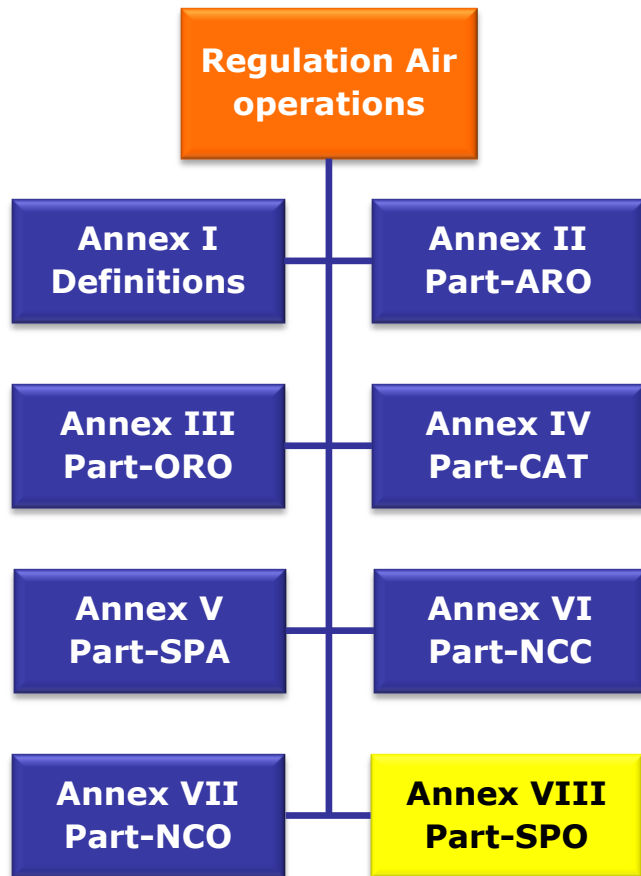 Regulation Air
operations
Annex I
Definitions
Annex II
Part-ARO
Annex III
Part-ORO
Annex IV
Part-CAT
Annex V
Part-SPA
Annex VI
Part-NCC
Annex VII
Part-NCO
Annex VIII
Part-SPO